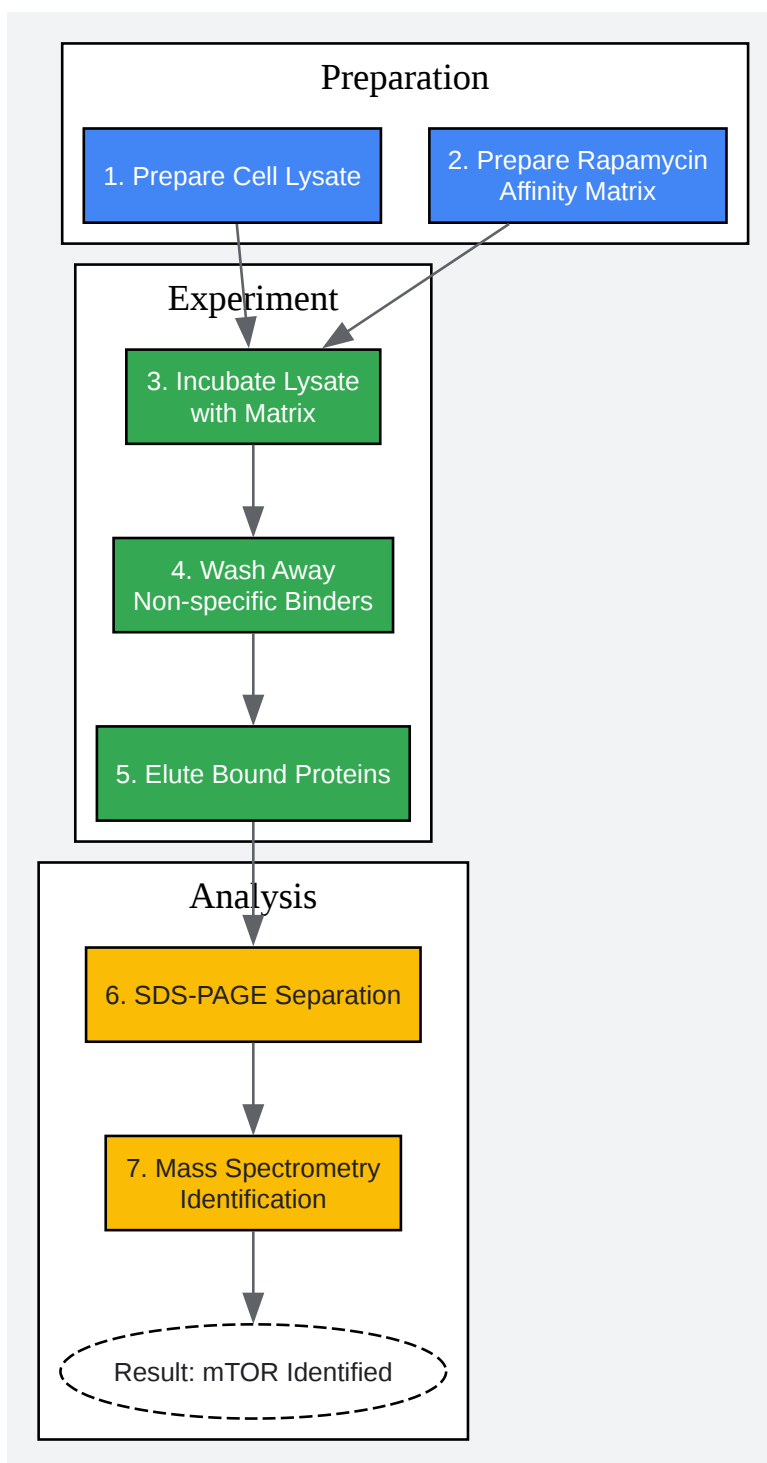 Preparation
1. Prepare Cell Lysate
2. Prepare Rapamycin
Affinity Matrix
Experiment
3. Incubate Lysate
with Matrix
4. Wash Away
Non-specific Binders
5. Elute Bound Proteins
Analysis
6. SDS-PAGE Separation
7. Mass Spectrometry
Identification
Result: mTOR Identified